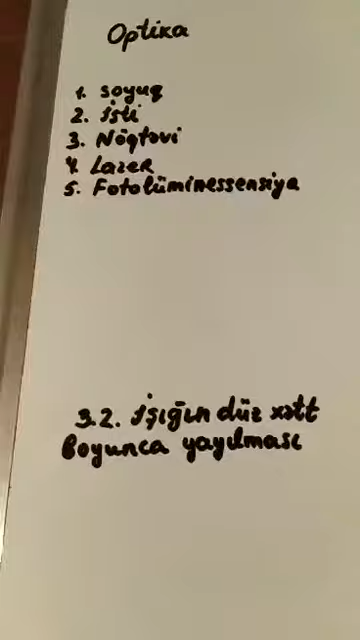 Optika
1. soyuq
2. isti
3. Nöqtəvi
4. Lazer
5. Fotolüminessensiya
3.2. İşığın düz xətt
boyunca yayılması